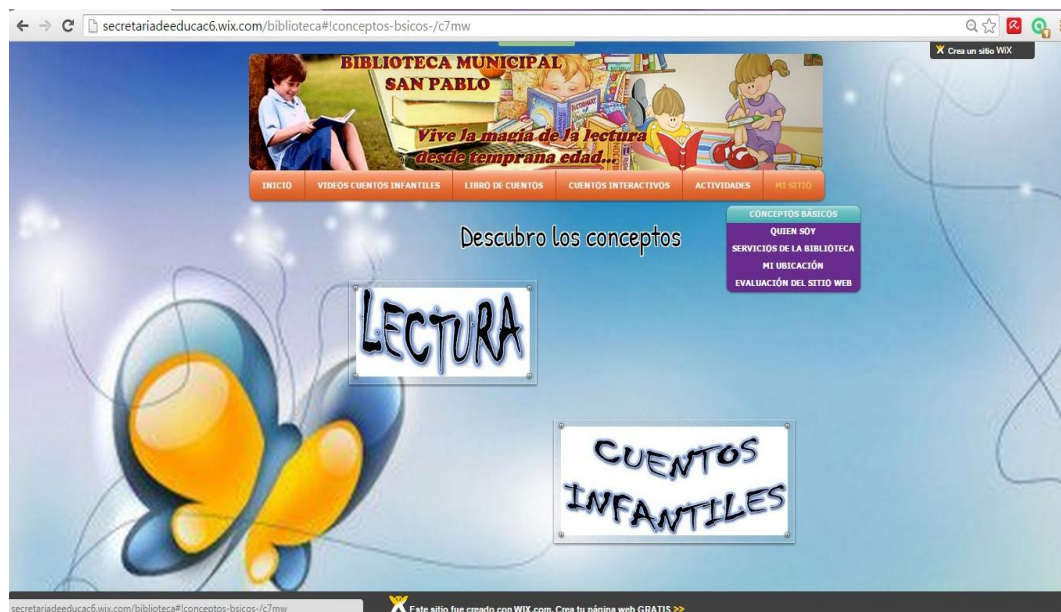 secretariadeeducac6.wix.com/biblioteca#!conceptos-bsicos-/c7mw
Crea un sitio WiX
BIBLIOTECA MUNICIPAL
SAN PABLO
DICTIONARY
Vive la magia de la lectura
desde temprana edad...
INICIO
VIDEOS CUENTOS INFANTILES
LIBRO DE CUENTOS
CUENTOS INTERACTIVOS
ACTIVIDADES
MI SITIO
CONCEPTOS BÁSICOS
QUIEN SOY
SERVICIOS DE LA BIBLIOTECA
MI UBICACIÓN
EVALUACIÓN DEL SITIO WEB
Descubro los conceptos
LECTURA
CUENTOS
INFANTILES
secretariadeeducac6.wix.com/biblioteca#!conceptos-bsicos-/c7mw
Este sitio fue creado con WIX.com. Crea tu página web GRATIS >>